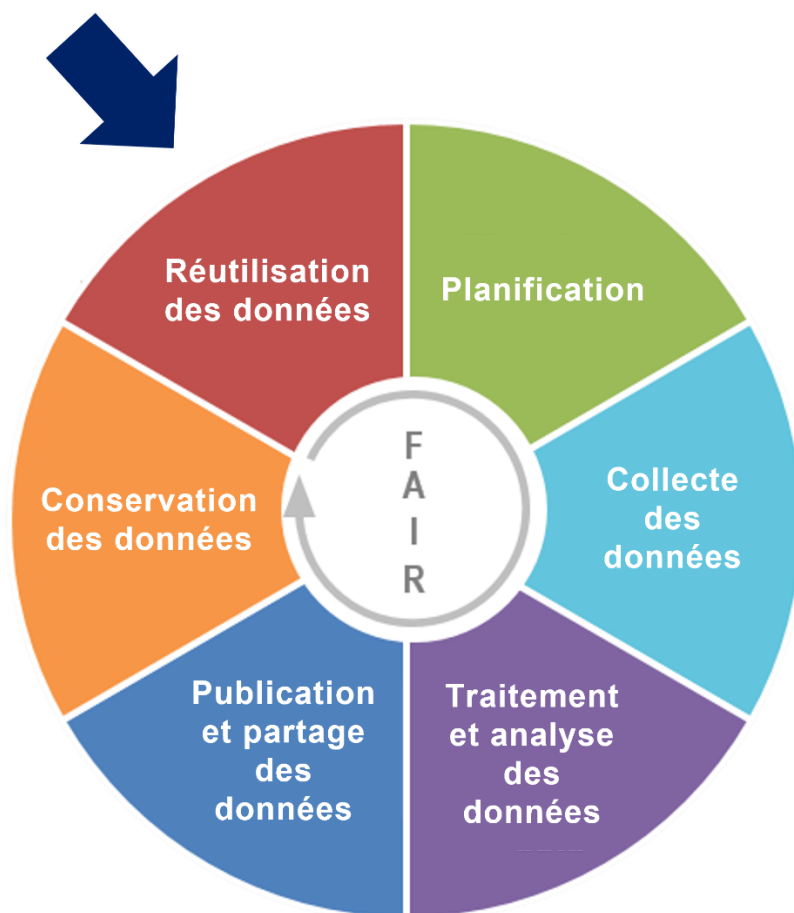 Réutilisation
des données
Planification
Collecte
des
données
Traitement
et analyse
des
données
Publication
et partage
des
données
Conservation
des données
F
A
I
R